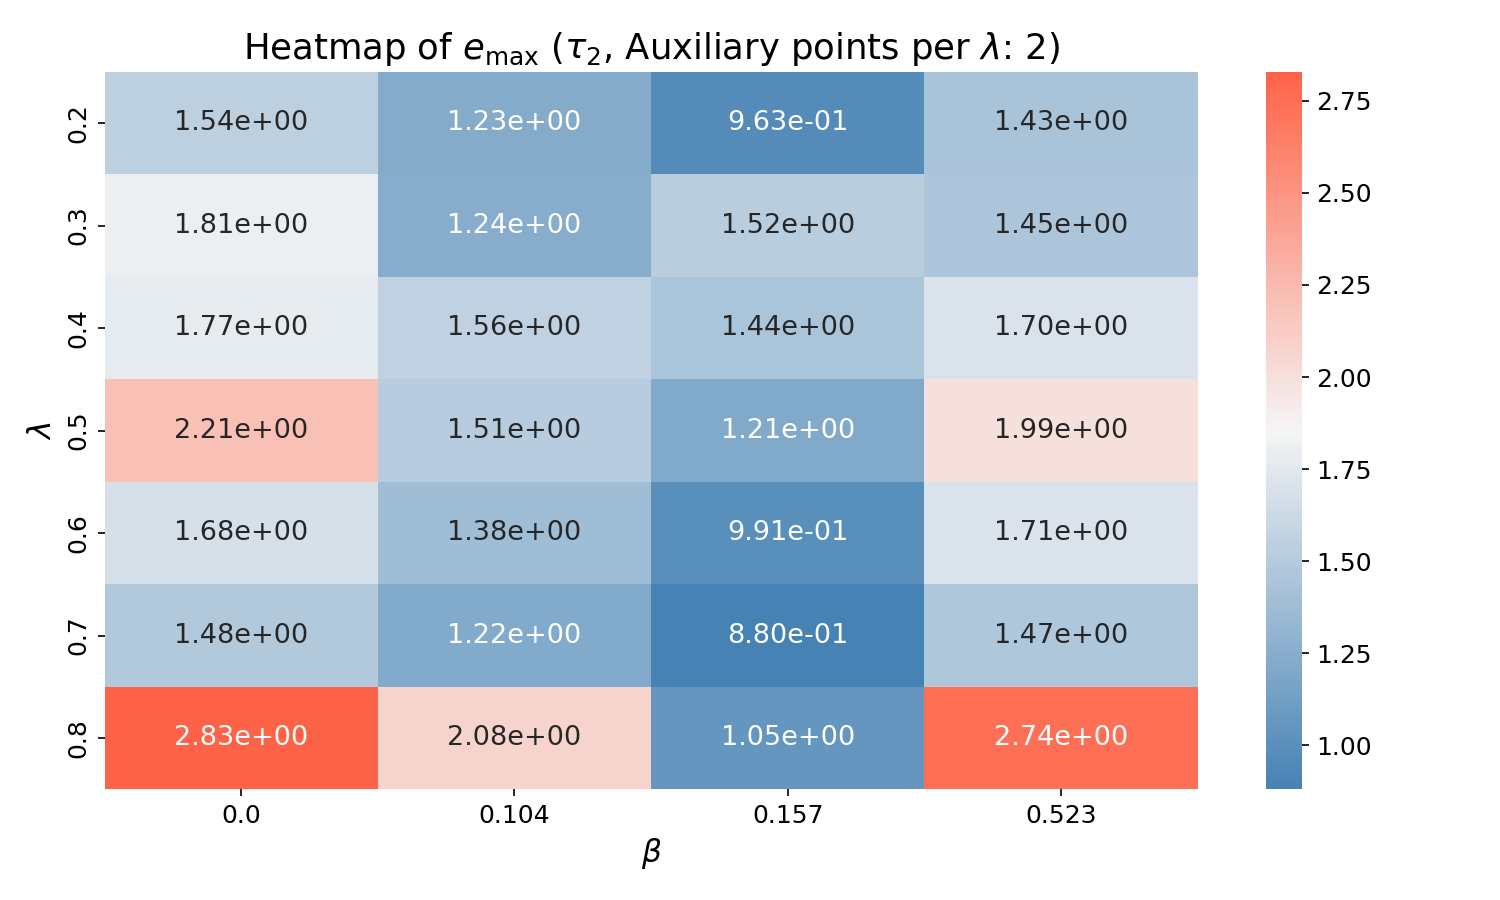 Heatmap of e_max (τ_2, Auxiliary points per λ: 2)
0.2 1.54e+00 1.23e+00 9.63e-01 1.43e+00
0.3 1.81e+00 1.24e+00 1.52e+00 1.45e+00
0.4 1.77e+00 1.56e+00 1.44e+00 1.70e+00
0.5 2.21e+00 1.51e+00 1.21e+00 1.99e+00
0.6 1.68e+00 1.38e+00 9.91e-01 1.71e+00
0.7 1.48e+00 1.22e+00 8.80e-01 1.47e+00
0.8 2.83e+00 2.08e+00 1.05e+00 2.74e+00
λ
0.0 0.104 0.157 0.523
β
2.75
2.50
2.25
2.00
1.75
1.50
1.25
1.00